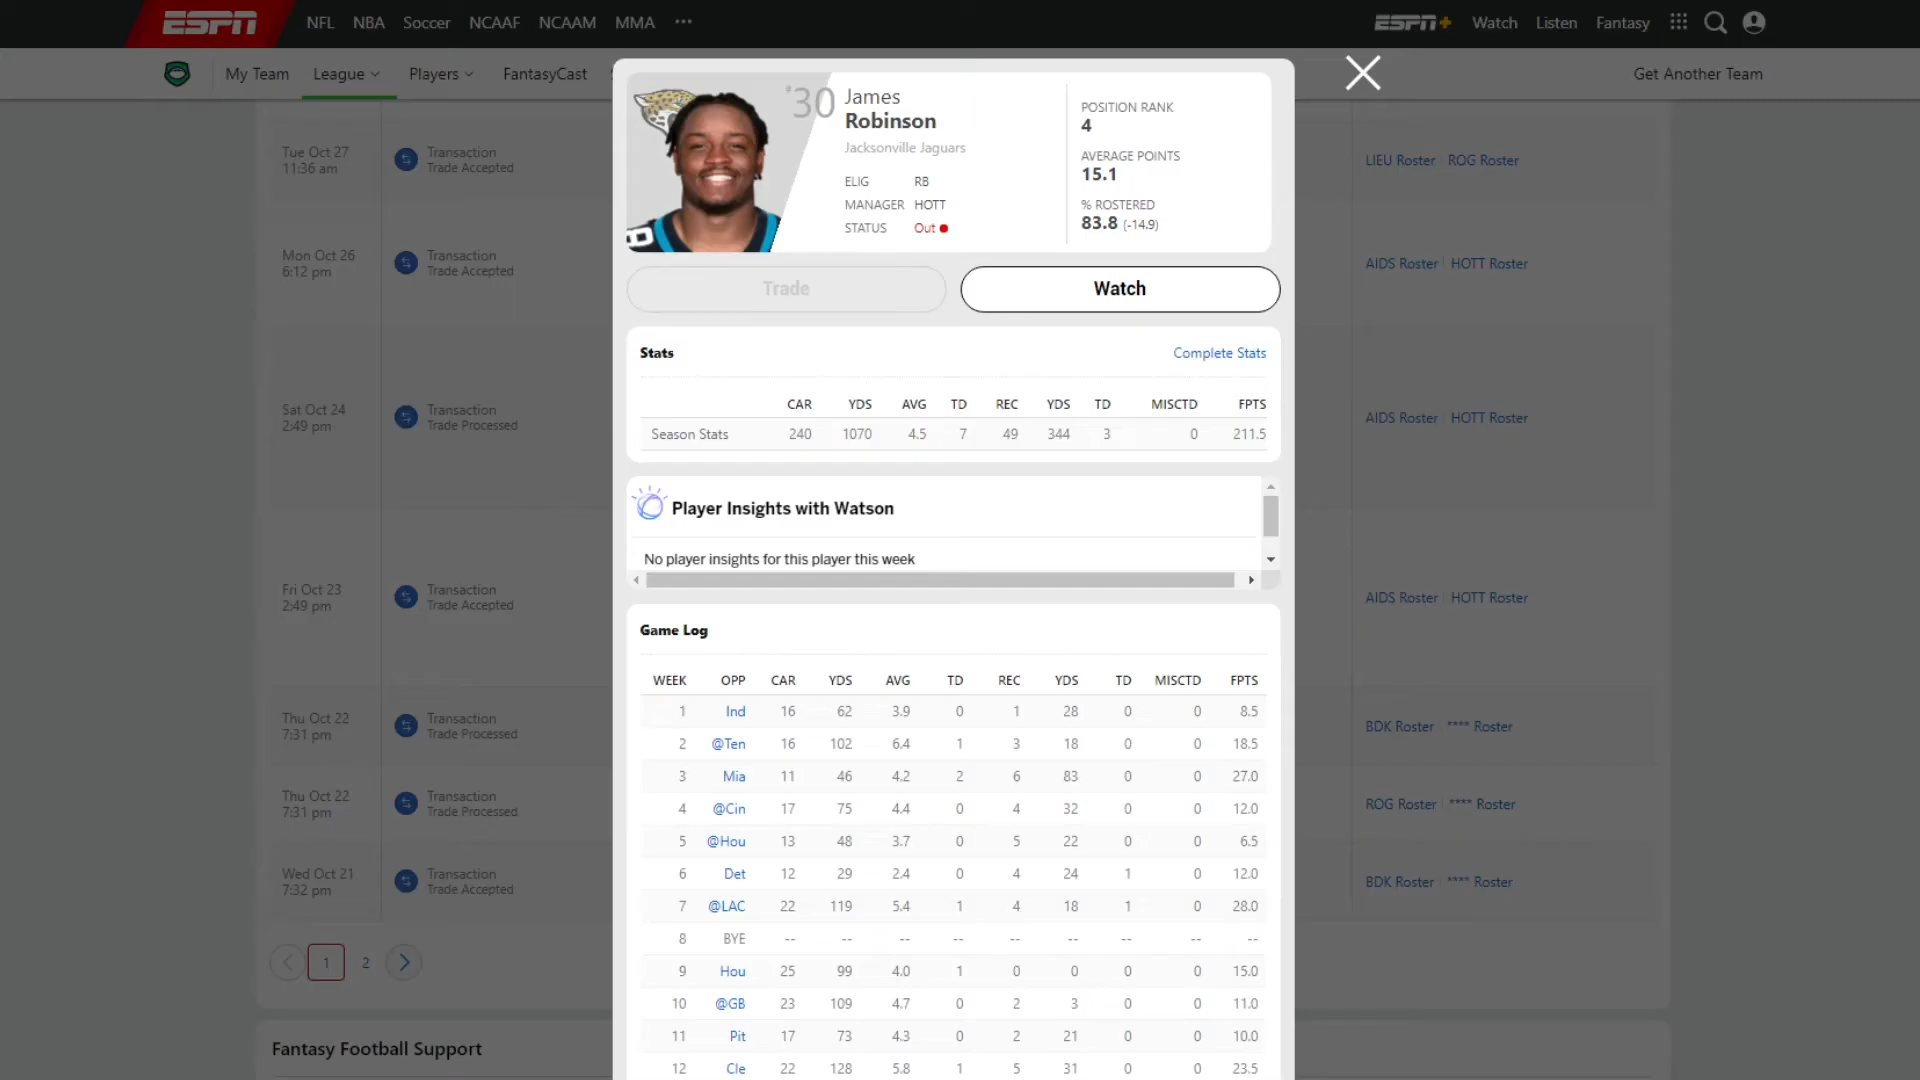 ESPN NFL NBA Soccer NCAAF NCAAM MMA ••• ESPN+ Watch Listen Fantasy
My Team League Players FantasyCast Get Another Team
#30 James
Robinson
Jacksonville Jaguars
ELIG RB
MANAGER HOTT
STATUS Out
POSITION RANK
4
AVERAGE POINTS
15.1
% ROSTERED
83.8 (-14.9)
Trade Watch
Stats Complete Stats
CAR YDS AVG TD REC YDS TD MISCTD FPTS
Season Stats 240 1070 4.5 7 49 344 3 0 211.5
Player Insights with Watson
No player insights for this player this week
Game Log
WEEK OPP CAR YDS AVG TD REC YDS TD MISCTD FPTS
1 Ind 16 62 3.9 0 1 28 0 0 8.5
2 @Ten 16 102 6.4 1 3 18 0 0 18.5
3 Mia 11 46 4.2 2 6 83 0 0 27.0
4 @Cin 17 75 4.4 0 4 32 0 0 12.0
5 @Hou 13 48 3.7 0 5 22 0 0 6.5
6 Det 12 29 2.4 0 4 24 1 0 12.0
7 @LAC 22 119 5.4 1 4 18 1 0 28.0
8 BYE -- -- -- -- -- -- -- -- --
9 Hou 25 99 4.0 1 0 0 0 0 15.0
10 @GB 23 109 4.7 0 2 3 0 0 11.0
11 Pit 17 73 4.3 0 2 21 0 0 10.0
12 Cle 22 128 5.8 1 5 31 0 0 23.5
Tue Oct 27
11:36 am
Transaction
Trade Accepted
LIEU Roster ROG Roster
Mon Oct 26
6:12 pm
Transaction
Trade Accepted
AIDS Roster HOTT Roster
Sat Oct 24
2:49 pm
Transaction
Trade Processed
AIDS Roster HOTT Roster
Fri Oct 23
2:49 pm
Transaction
Trade Accepted
AIDS Roster HOTT Roster
Thu Oct 22
7:31 pm
Transaction
Trade Processed
BDK Roster **** Roster
Thu Oct 22
7:31 pm
Transaction
Trade Processed
ROG Roster **** Roster
Wed Oct 21
7:32 pm
Transaction
Trade Accepted
BDK Roster **** Roster
1 2
Fantasy Football Support